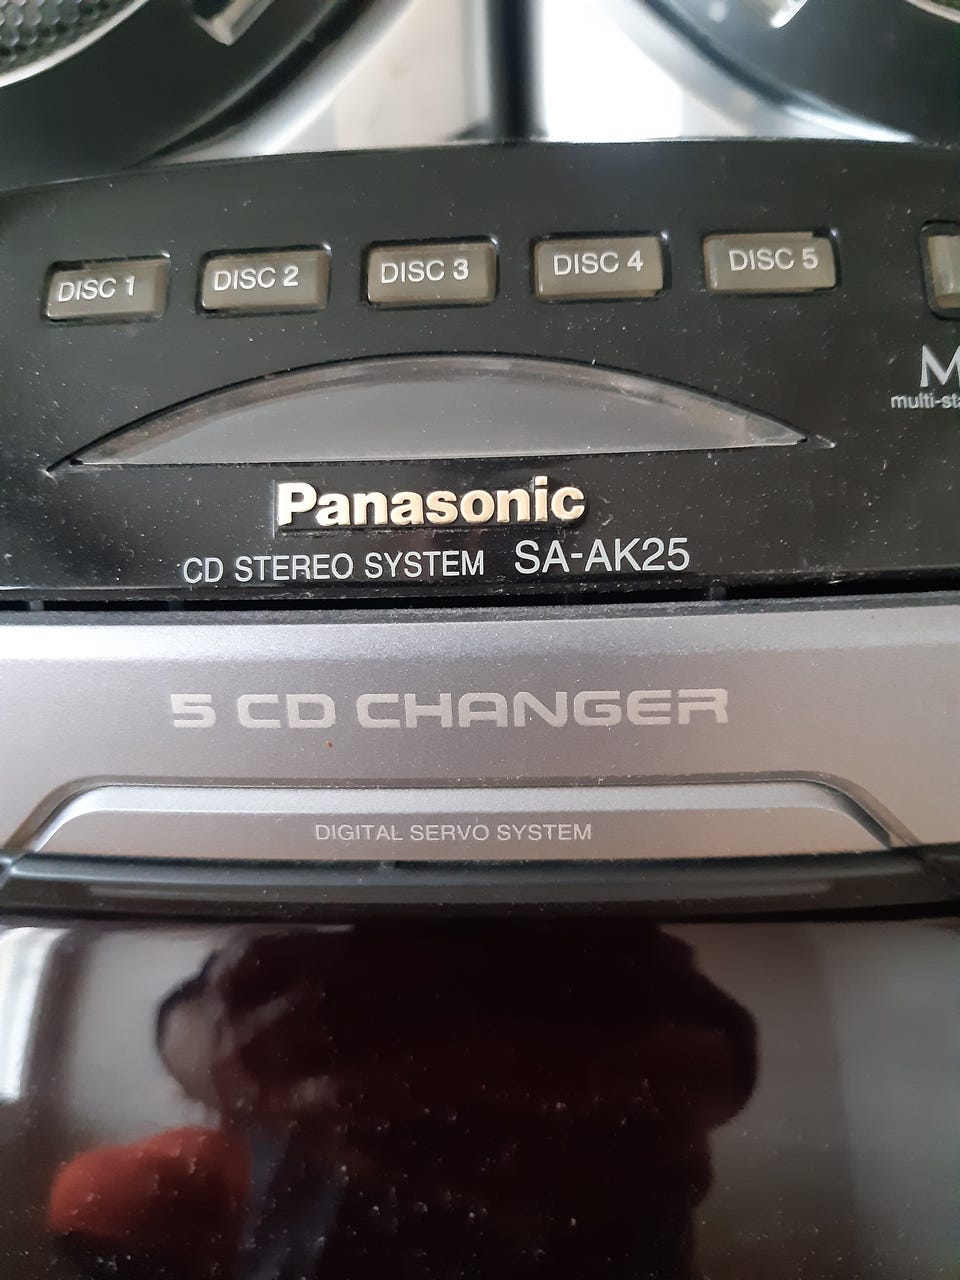 DISC 1 DISC 2 DISC 3 DISC 4 DISC 5
Panasonic
CD STEREO SYSTEM SA-AK25
5 CD CHANGER
DIGITAL SERVO SYSTEM